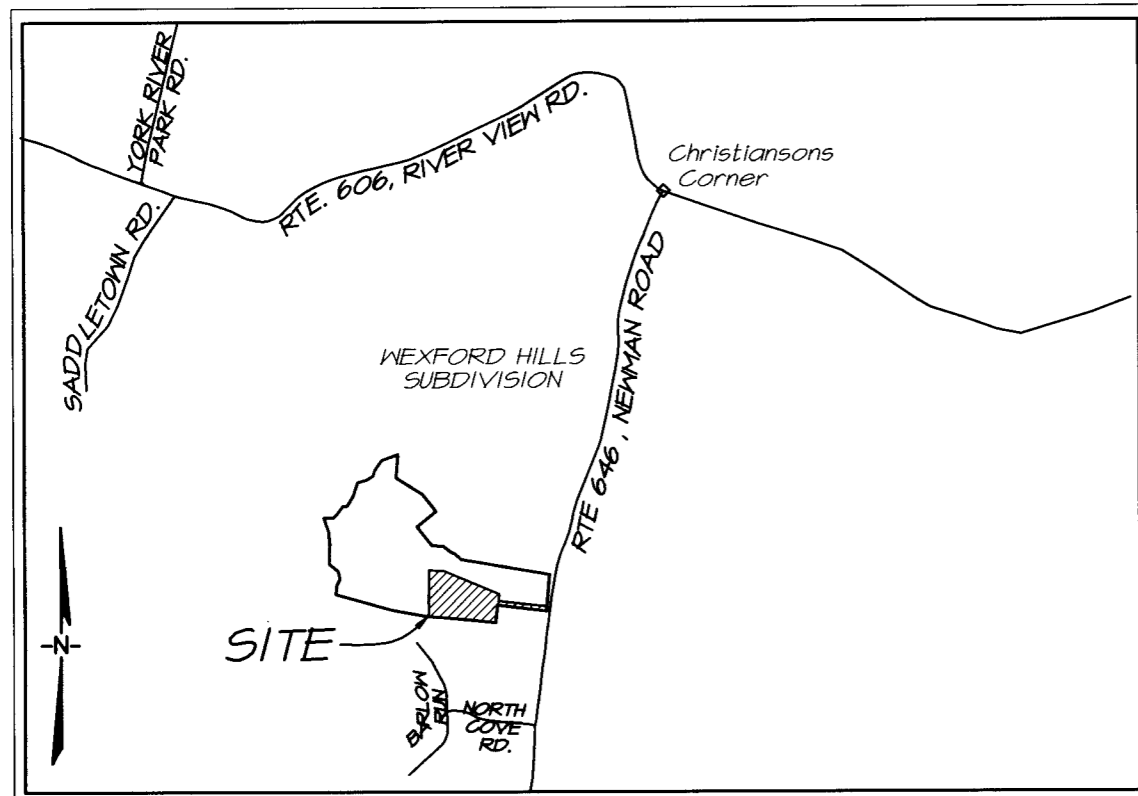 YORK RIVER
PARK RD.
RTE. 606, RIVER VIEW RD.
Christiansons
Corner
SADDLETOWN RD.
WEXFORD HILLS
SUBDIVISION
RTE 646, NEWMAN ROAD
SITE
-N-
BARLOW
RUN
NORTH
COVE
RD.